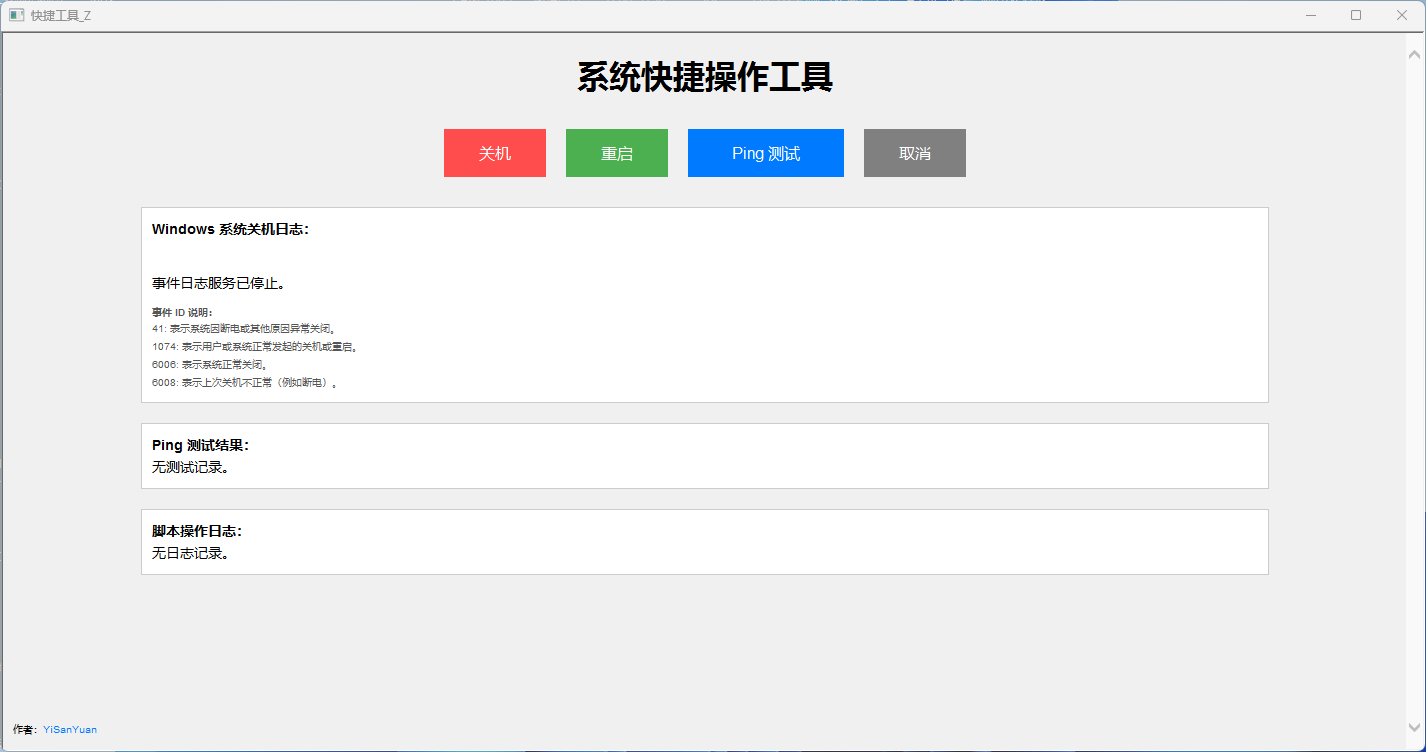 快捷工具_Z
系统快捷操作工具
关机 重启 Ping 测试 取消
Windows 系统关机日志：
事件日志服务已停止。
事件 ID 说明：
41: 表示系统因断电或其他原因异常关闭。
1074: 表示用户或系统正常发起的关机或重启。
6006: 表示系统正常关闭。
6008: 表示上次关机不正常（例如断电）。
Ping 测试结果：
无测试记录。
脚本操作日志：
无日志记录。
作者：YiSanYuan